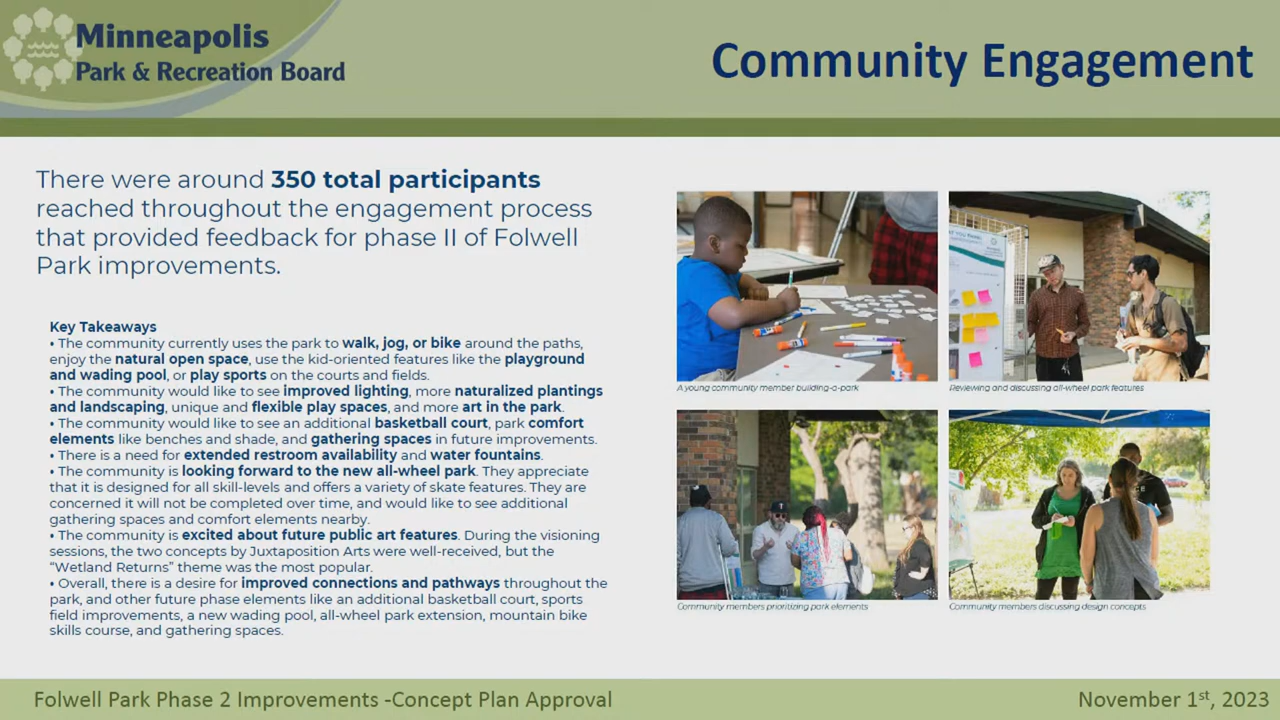 Minneapolis
Park & Recreation Board
Community Engagement
There were around 350 total participants
reached throughout the engagement process
that provided feedback for phase II of Folwell
Park improvements.
Key Takeaways
• The community currently uses the park to walk, jog, or bike around the paths,
enjoy the natural open space, use the kid-oriented features like the playground
and wading pool, or play sports on the courts and fields.
• The community would like to see improved lighting, more naturalized plantings
and landscaping, unique and flexible play spaces, and more art in the park.
• The community would like to see an additional basketball court, park comfort
elements like benches and shade, and gathering spaces in future improvements.
• There is a need for extended restroom availability and water fountains.
• The community is looking forward to the new all-wheel park. They appreciate
that it is designed for all skill-levels and offers a variety of skate features. They are
concerned it will not be completed over time, and would like to see additional
gathering spaces and comfort elements nearby.
• The community is excited about future public art features. During the visioning
sessions, the two concepts by Juxtaposition Arts were well-received, but the
“Wetland Returns” theme was the most popular.
• Overall, there is a desire for improved connections and pathways throughout the
park, and other future phase elements like an additional basketball court, sports
field improvements, a new wading pool, all-wheel park extension, mountain bike
skills course, and gathering spaces.
A young community member building-a-park
Reviewing and discussing all-wheel park features
Community members prioritizing park elements
Community members discussing design concepts
Folwell Park Phase 2 Improvements -Concept Plan Approval
November 1st, 2023